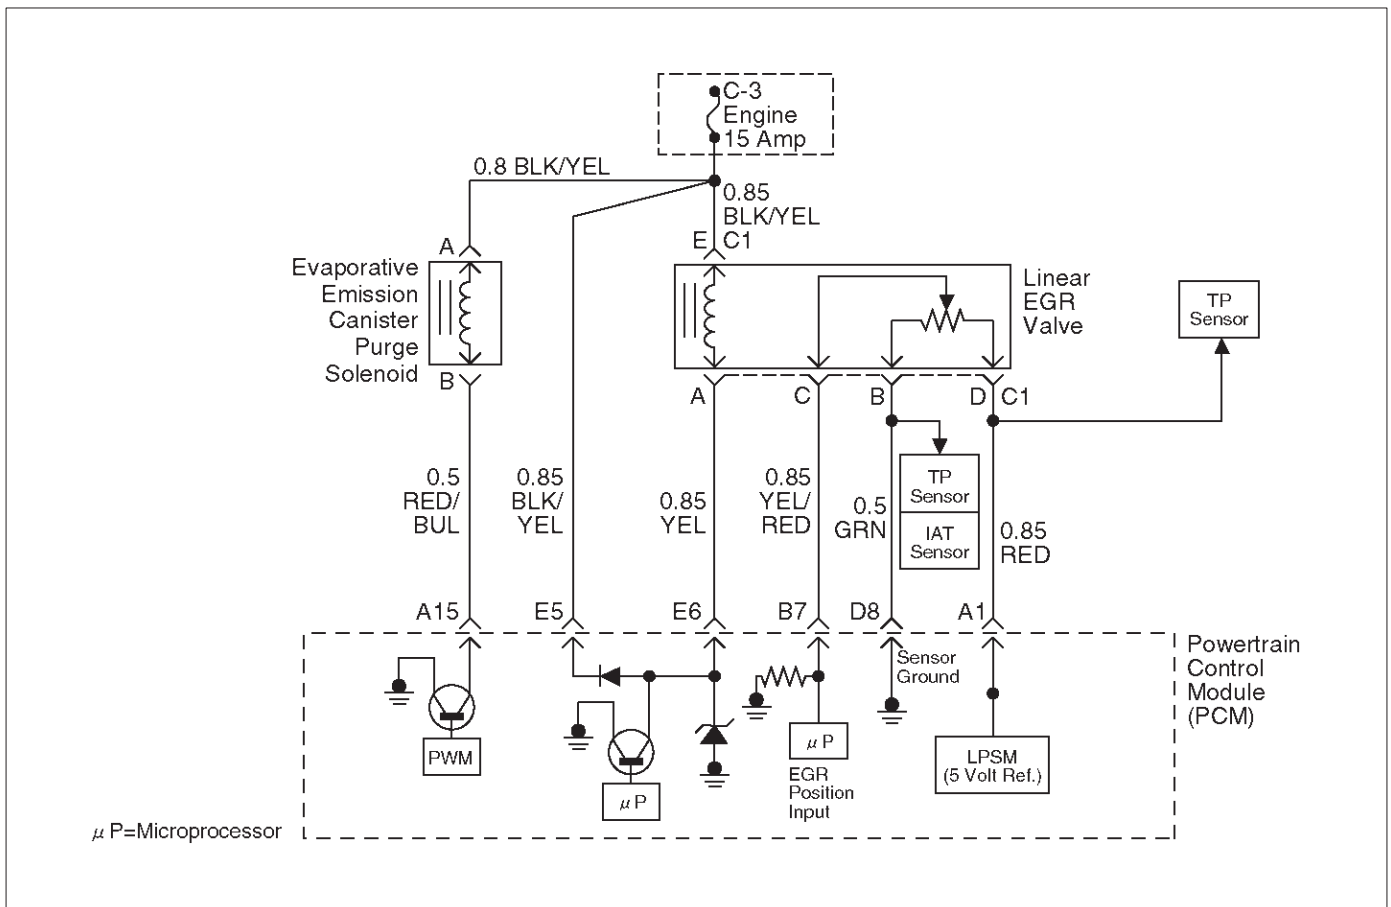 C-3
Engine
15 Amp
0.8 BLK/YEL
0.85
BLK/YEL
A
E C1
Evaporative
Emission
Canister
Purge
Solenoid
Linear
EGR
Valve
TP
Sensor
B
A
C
B
D C1
0.5
RED/
BUL
0.85
BLK/
YEL
0.85
YEL
0.85
YEL/
RED
0.5
GRN
TP
Sensor
IAT
Sensor
0.85
RED
A15
E5
E6
B7
D8
A1
Powertrain
Control
Module
(PCM)
Sensor
Ground
PWM
μ P
μ P
EGR
Position
Input
LPSM
(5 Volt Ref.)
μ P=Microprocessor